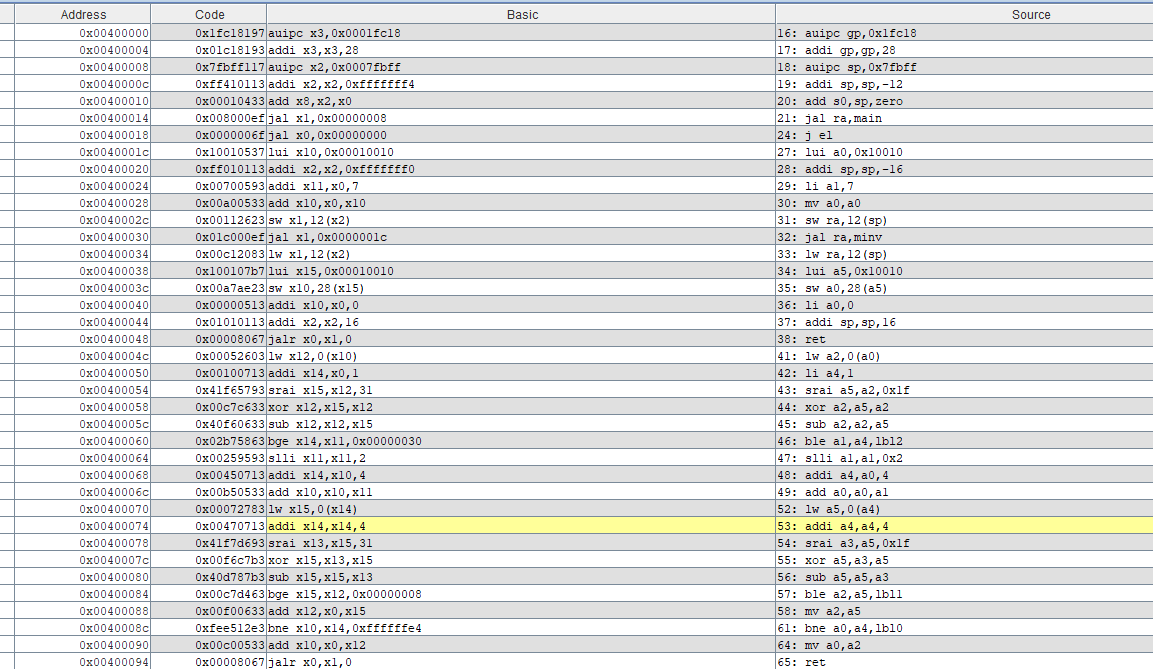 Address Code Basic Source
0x00400000 0x1fc18197 auipc x3,0x0001fc18 16: auipc gp,0x1fc18
0x00400004 0x01c18193 addi x3,x3,28 17: addi gp,gp,28
0x00400008 0x7fbff117 auipc x2,0x0007fbff 18: auipc sp,0x7fbff
0x0040000c 0xff410113 addi x2,x2,0xfffffff4 19: addi sp,sp,-12
0x00400010 0x00010433 add x8,x2,x0 20: add s0,sp,zero
0x00400014 0x008000ef jal x1,0x00000008 21: jal ra,main
0x00400018 0x0000006f jal x0,0x00000000 24: j el
0x0040001c 0x10010537 lui x10,0x00010010 27: lui a0,0x10010
0x00400020 0xff010113 addi x2,x2,0xfffffff0 28: addi sp,sp,-16
0x00400024 0x00700593 addi x11,x0,7 29: li a1,7
0x00400028 0x00a00533 add x10,x0,x10 30: mv a0,a0
0x0040002c 0x00112623 sw x1,12(x2) 31: sw ra,12(sp)
0x00400030 0x01c000ef jal x1,0x0000001c 32: jal ra,minv
0x00400034 0x00c12083 lw x1,12(x2) 33: lw ra,12(sp)
0x00400038 0x100107b7 lui x15,0x00010010 34: lui a5,0x10010
0x0040003c 0x00a7ae23 sw x10,28(x15) 35: sw a0,28(a5)
0x00400040 0x00000513 addi x10,x0,0 36: li a0,0
0x00400044 0x01010113 addi x2,x2,16 37: addi sp,sp,16
0x00400048 0x00008067 jalr x0,x1,0 38: ret
0x0040004c 0x00052603 lw x12,0(x10) 41: lw a2,0(a0)
0x00400050 0x00100713 addi x14,x0,1 42: li a4,1
0x00400054 0x41f65793 srai x15,x12,31 43: srai a5,a2,0x1f
0x00400058 0x00c7c633 xor x12,x15,x12 44: xor a2,a5,a2
0x0040005c 0x40f60633 sub x12,x12,x15 45: sub a2,a2,a5
0x00400060 0x02b75863 bge x14,x11,0x00000030 46: ble a1,a4,lbl2
0x00400064 0x00259593 slli x11,x11,2 47: slli a1,a1,0x2
0x00400068 0x00450713 addi x14,x10,4 48: addi a4,a0,4
0x0040006c 0x00b50533 add x10,x10,x11 49: add a0,a0,a1
0x00400070 0x00072783 lw x15,0(x14) 52: lw a5,0(a4)
0x00400074 0x00470713 addi x14,x14,4 53: addi a4,a4,4
0x00400078 0x41f7d693 srai x13,x15,31 54: srai a3,a5,0x1f
0x0040007c 0x00f6c7b3 xor x15,x13,x15 55: xor a5,a3,a5
0x00400080 0x40d787b3 sub x15,x15,x13 56: sub a5,a5,a3
0x00400084 0x00c7d463 bge x15,x12,0x00000008 57: ble a2,a5,lbl1
0x00400088 0x00f00633 add x12,x0,x15 58: mv a2,a5
0x0040008c 0xfee512e3 bne x10,x14,0xffffffe4 61: bne a0,a4,lbl0
0x00400090 0x00c00533 add x10,x0,x12 64: mv a0,a2
0x00400094 0x00008067 jalr x0,x1,0 65: ret